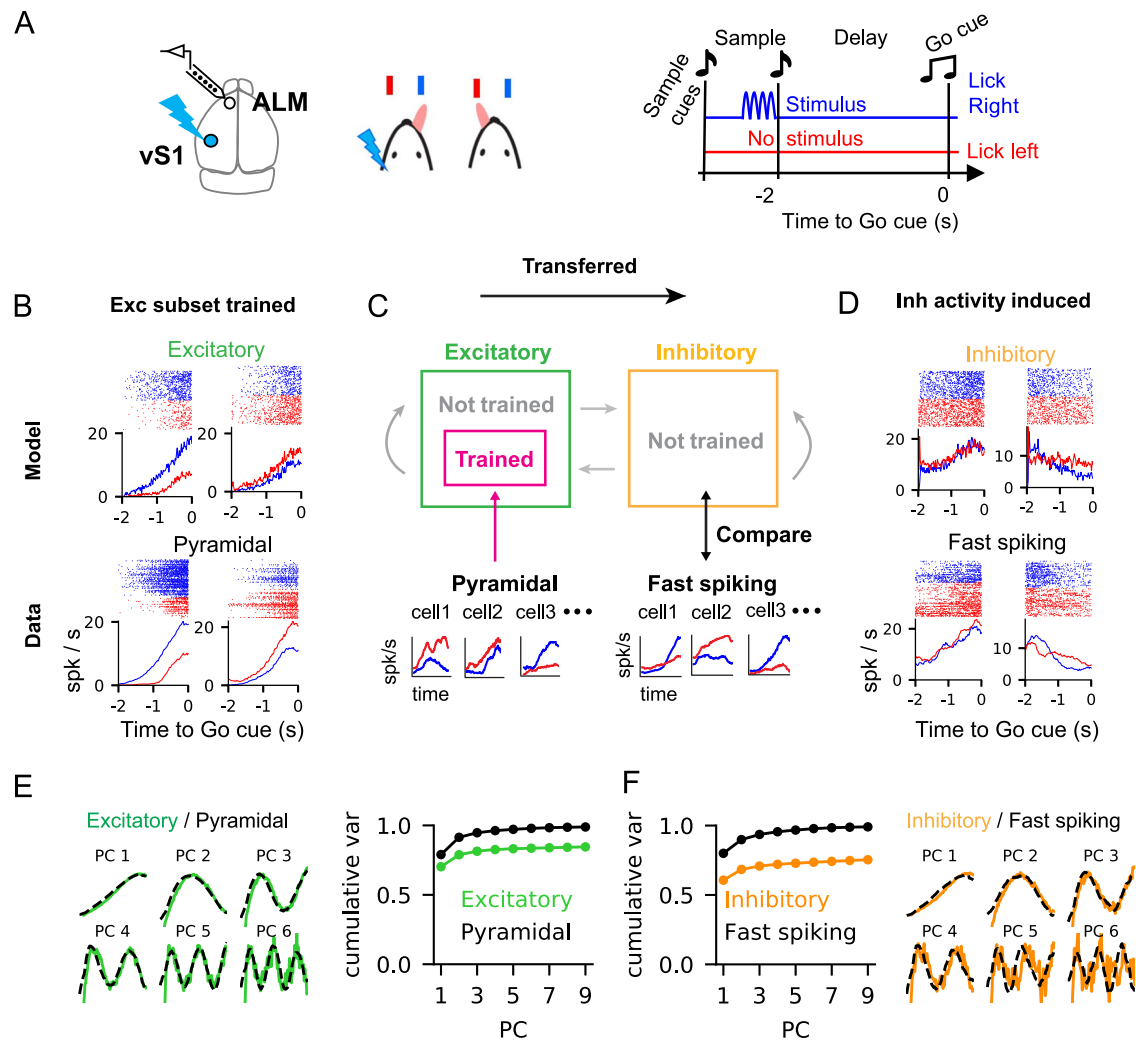 A
ALM
vS1
Sample
Delay
Go cue
Sample
cues
Stimulus
No stimulus
Lick
Right
Lick left
-2
0
Time to Go cue (s)
Transferred
B
Exc subset trained
C
D
Inh activity induced
Excitatory
Model
20
0
-2 -1 0
20
0
-2 -1 0
Pyramidal
Data
spk / s
20
0
-2 -1 0
20
0
-2 -1 0
Time to Go cue (s)
Excitatory
Inhibitory
Not trained
Trained
Not trained
Compare
Pyramidal
Fast spiking
cell1 cell2 cell3 •••
spk/s
time
cell1 cell2 cell3 •••
spk/s
time
Inhibitory
20
0
-2 -1 0
10
0
-2 -1 0
Fast spiking
spk / s
20
0
-2 -1 0
10
0
-2 -1 0
Time to Go cue (s)
E
Excitatory / Pyramidal
PC 1 PC 2 PC 3
PC 4 PC 5 PC 6
cumulative var
1.0
0.5
0.0
Excitatory
Pyramidal
1 3 5 7 9
PC
F
cumulative var
1.0
0.5
0.0
Inhibitory
Fast spiking
1 3 5 7 9
PC
Inhibitory / Fast spiking
PC 1 PC 2 PC 3
PC 4 PC 5 PC 6